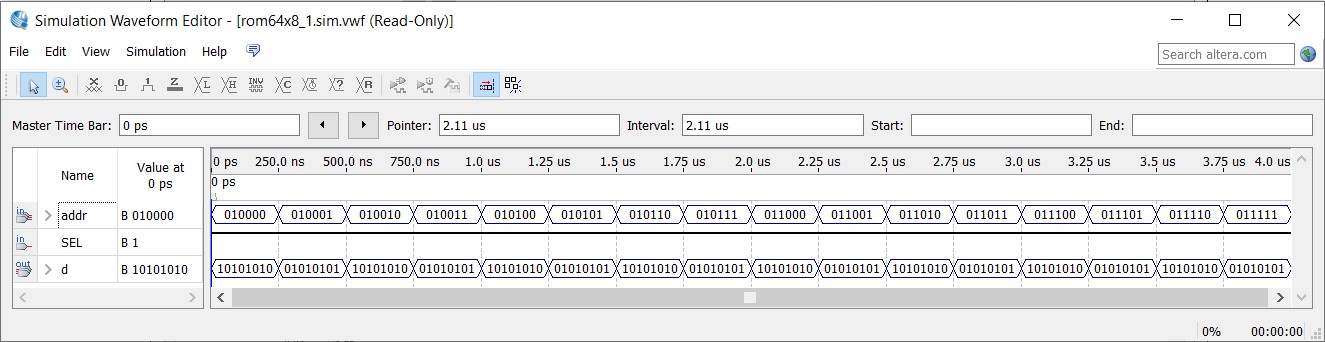 Simulation Waveform Editor - [rom64x8_1.sim.vwf (Read-Only)]
File Edit View Simulation Help Search altera.com
Master Time Bar: 0 ps Pointer: 2.11 us Interval: 2.11 us Start: End:
Name Value at 0 ps 0 ps 250.0 ns 500.0 ns 750.0 ns 1.0 us 1.25 us 1.5 us 1.75 us 2.0 us 2.25 us 2.5 us 2.75 us 3.0 us 3.25 us 3.5 us 3.75 us 4.0 us
0 ps
in addr B 010000 010000 010001 010010 010011 010100 010101 010110 010111 011000 011001 011010 011011 011100 011101 011110 011111
in SEL B 1
out d B 10101010 10101010 01010101 10101010 01010101 10101010 01010101 10101010 01010101 10101010 01010101 10101010 01010101 10101010 01010101 10101010 01010101
0% 00:00:00